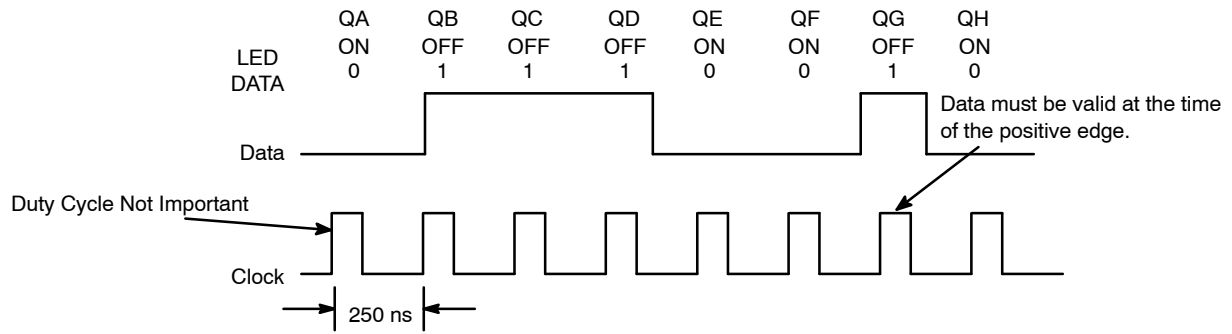 QA QB QC QD QE QF QG QH
ON OFF OFF OFF ON ON OFF ON
LED
DATA
0 1 1 1 0 0 1 0
Data must be valid at the time
of the positive edge.
Data
Duty Cycle Not Important
Clock
250 ns